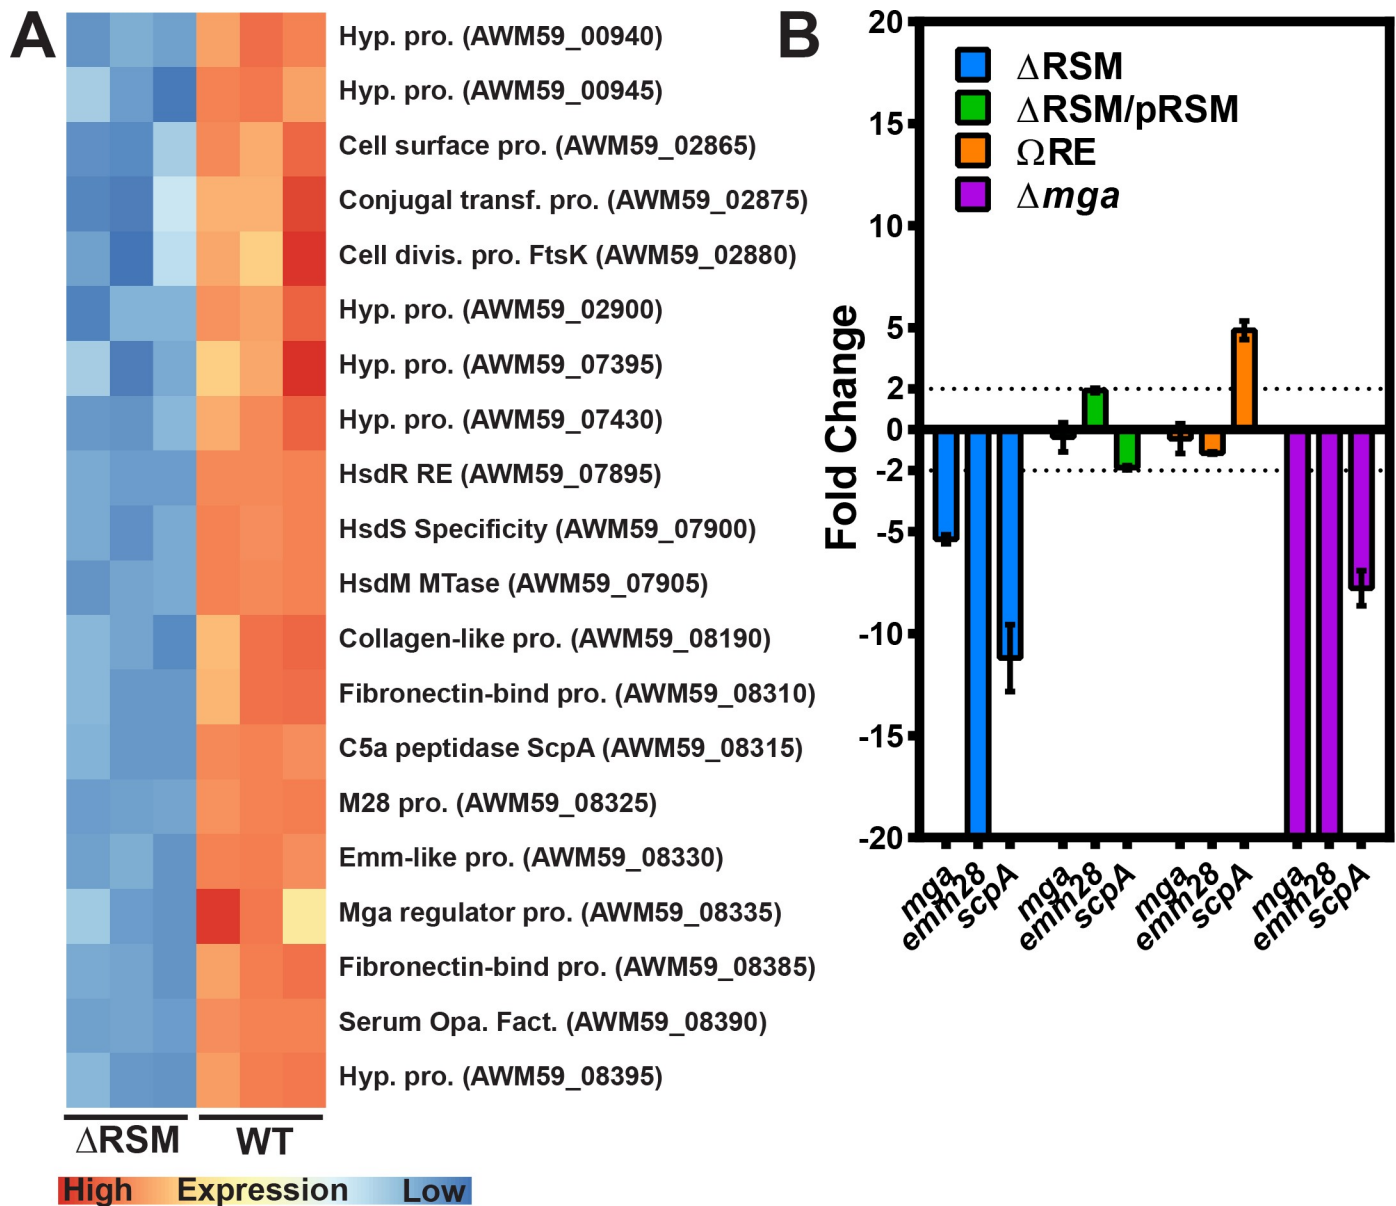 A
Hyp. pro. (AWM59_00940)
Hyp. pro. (AWM59_00945)
Cell surface pro. (AWM59_02865)
Conjugal transf. pro. (AWM59_02875)
Cell divis. pro. FtsK (AWM59_02880)
Hyp. pro. (AWM59_02900)
Hyp. pro. (AWM59_07395)
Hyp. pro. (AWM59_07430)
HsdR RE (AWM59_07895)
HsdS Specificity (AWM59_07900)
HsdM MTase (AWM59_07905)
Collagen-like pro. (AWM59_08190)
Fibronectin-bind pro. (AWM59_08310)
C5a peptidase ScpA (AWM59_08315)
M28 pro. (AWM59_08325)
Emm-like pro. (AWM59_08330)
Mga regulator pro. (AWM59_08335)
Fibronectin-bind pro. (AWM59_08385)
Serum Opa. Fact. (AWM59_08390)
Hyp. pro. (AWM59_08395)
ΔRSM WT
High Expression Low
B
ΔRSM
ΔRSM/pRSM
ΩRE
Δmga
Fold Change
20
15
10
5
2
0
-2
-5
-10
-15
-20
mga
emm28
scpA
mga
emm28
scpA
mga
emm28
scpA
mga
emm28
scpA